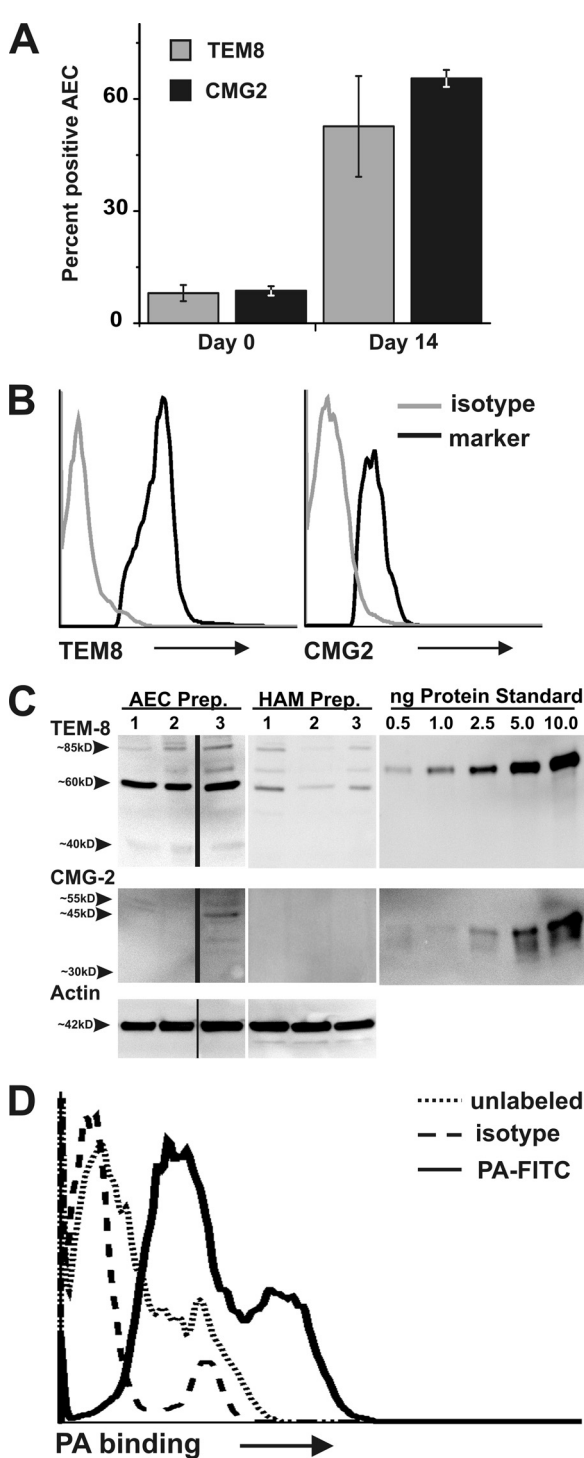 A
TEM8
CMG2
Percent positive AEC
60
30
0
Day 0 Day 14
B
isotype
marker
TEM8 CMG2
C
AEC Prep. HAM Prep. ng Protein Standard
TEM-8 1 2 3 1 2 3 0.5 1.0 2.5 5.0 10.0
~85kD
~60kD
~40kD
CMG-2
~55kD
~45kD
~30kD
Actin
~42kD
D
unlabeled
isotype
PA-FITC
PA binding